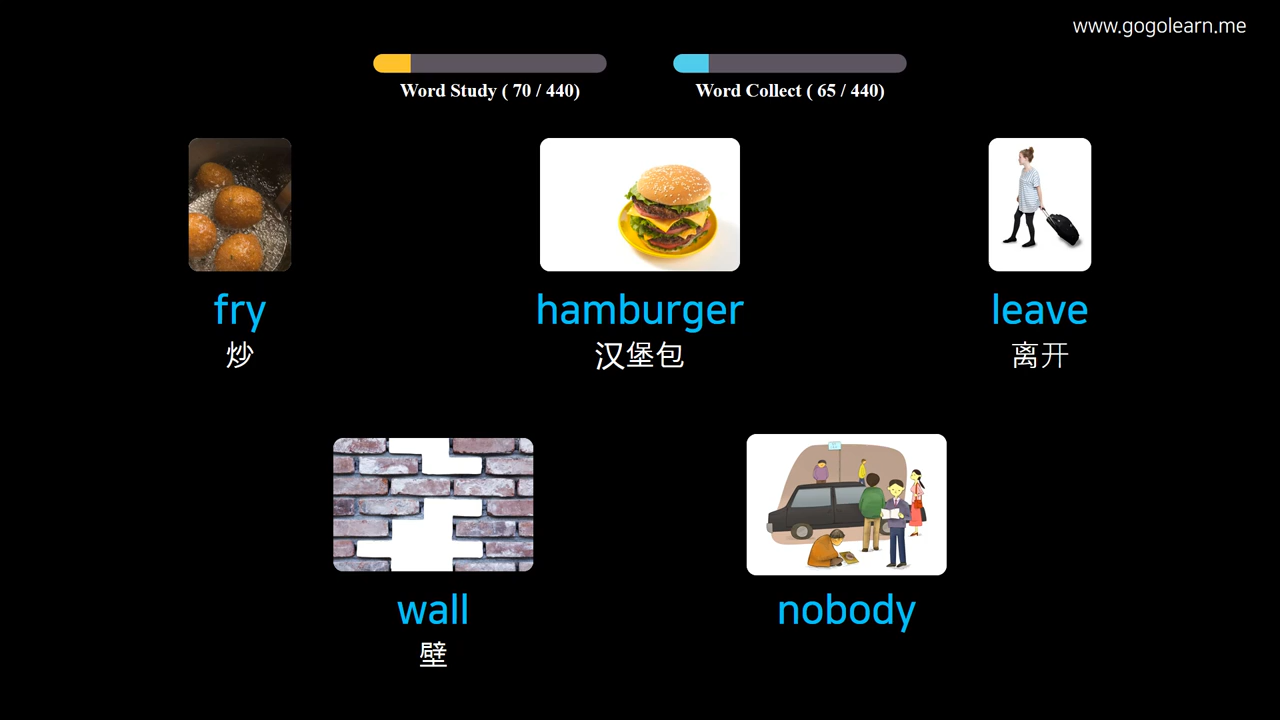 www.gogolearn.me
Word Study ( 70 / 440)
Word Collect ( 65 / 440)
fry
炒
hamburger
汉堡包
leave
离开
wall
壁
nobody